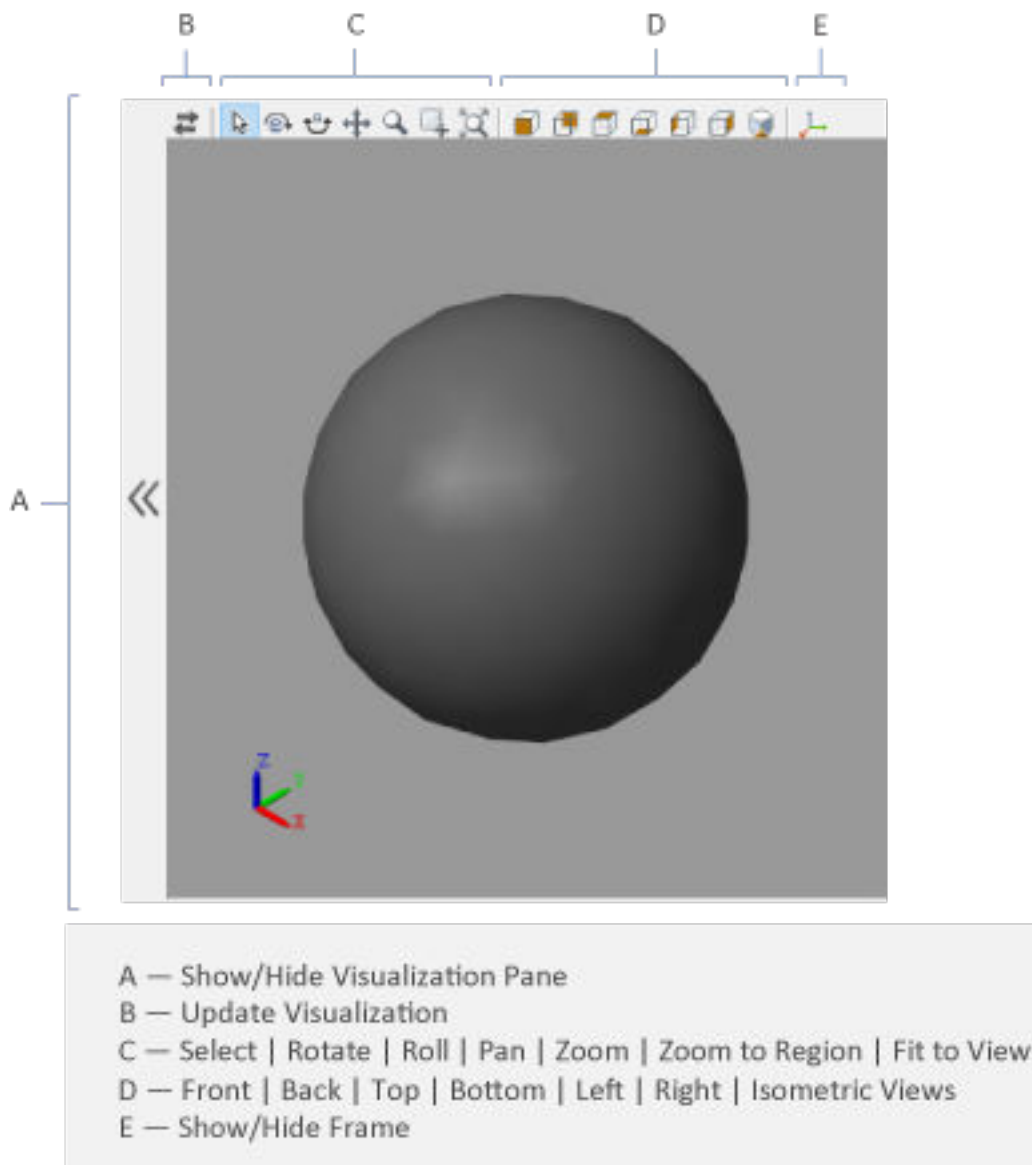 B C D E
A
Z
X
A — Show/Hide Visualization Pane
B — Update Visualization
C — Select | Rotate | Roll | Pan | Zoom | Zoom to Region | Fit to View
D — Front | Back | Top | Bottom | Left | Right | Isometric Views
E — Show/Hide Frame